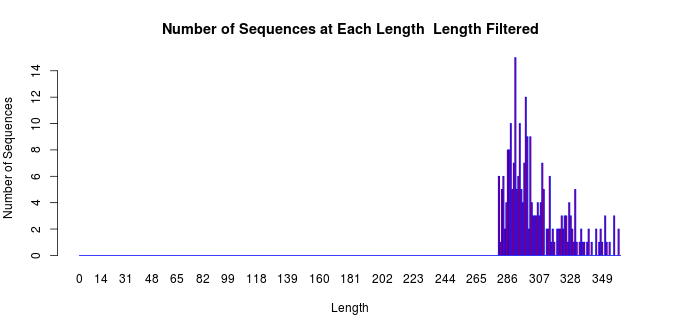 Number of Sequences at Each Length  Length Filtered
Number of Sequences
14
12
10
8
6
4
2
0
0 14 31 48 65 82 99 118 139 160 181 202 223 244 265 286 307 328 349
Length